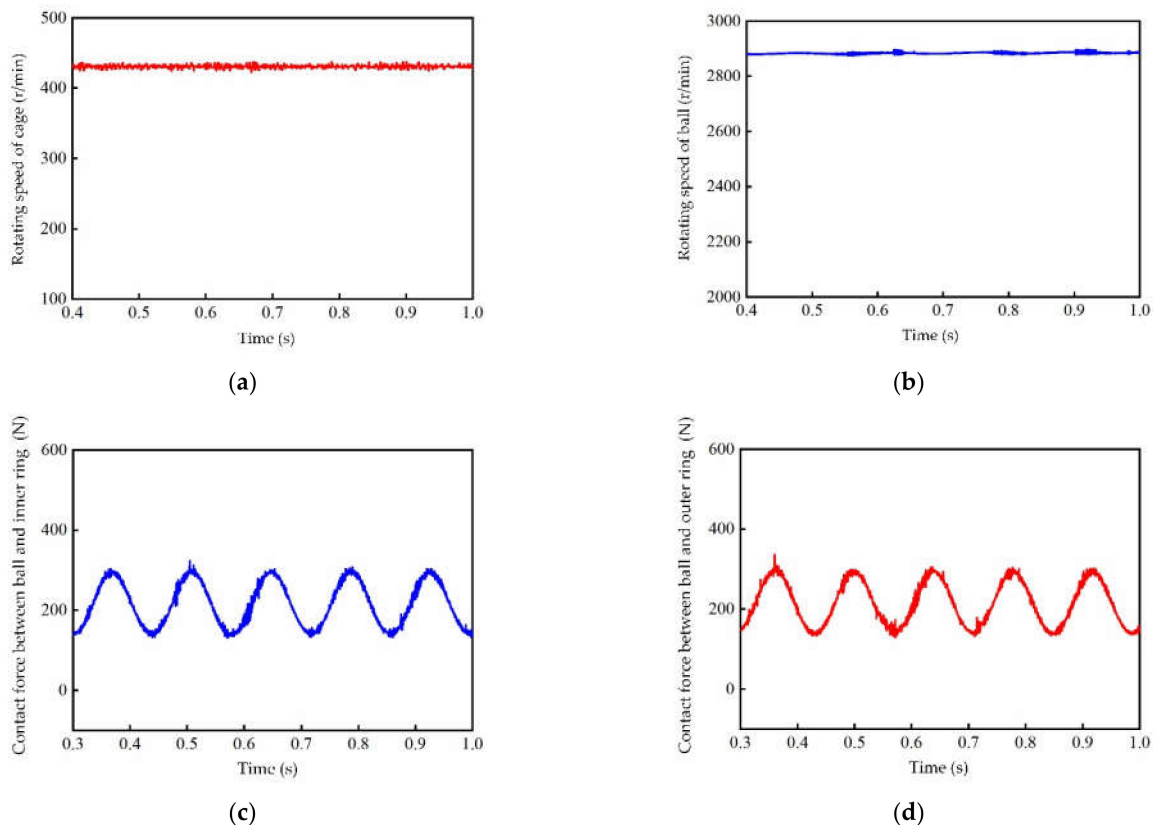 Rotating speed of cage (r/min)
500
400
300
200
100
0.4 0.5 0.6 0.7 0.8 0.9 1.0
Time (s)
(a)
Rotating speed of ball (r/min)
3000
2800
2600
2400
2200
2000
0.4 0.5 0.6 0.7 0.8 0.9 1.0
Time (s)
(b)
Contact force between ball and inner ring (N)
600
400
200
0
0.3 0.4 0.5 0.6 0.7 0.8 0.9 1.0
Time (s)
(c)
Contact force between ball and outer ring (N)
600
400
200
0
0.3 0.4 0.5 0.6 0.7 0.8 0.9 1.0
Time (s)
(d)